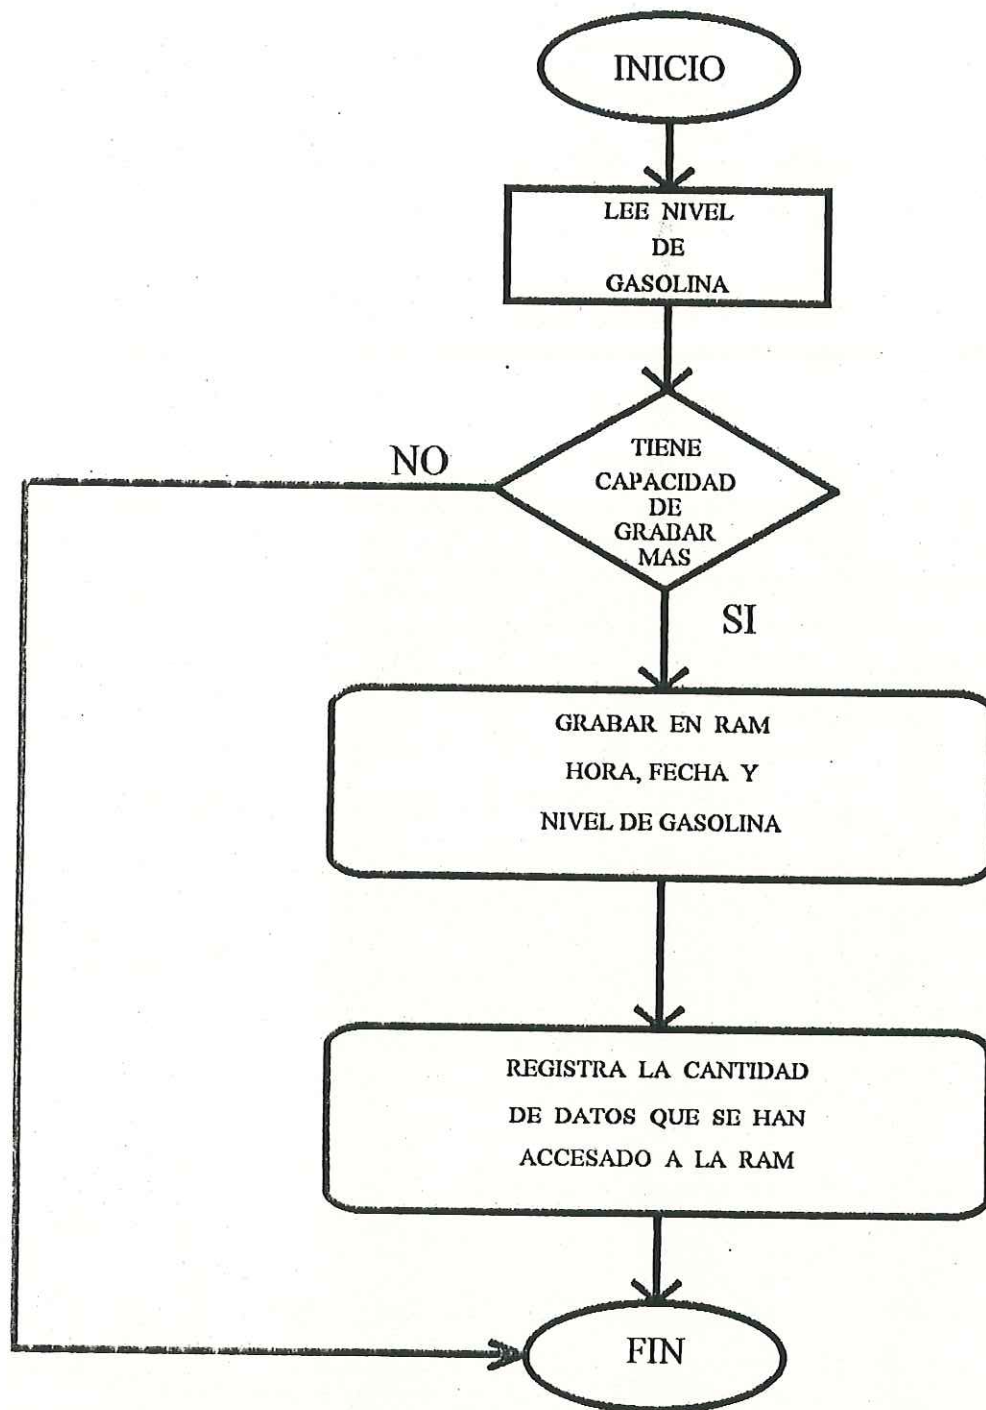 INICIO
LEE NIVEL
DE
GASOLINA
TIENE
CAPACIDAD
DE
GRABAR
MAS
NO
SI
GRABAR EN RAM
HORA, FECHA Y
NIVEL DE GASOLINA
REGISTRA LA CANTIDAD
DE DATOS QUE SE HAN
ACCESADO A LA RAM
FIN